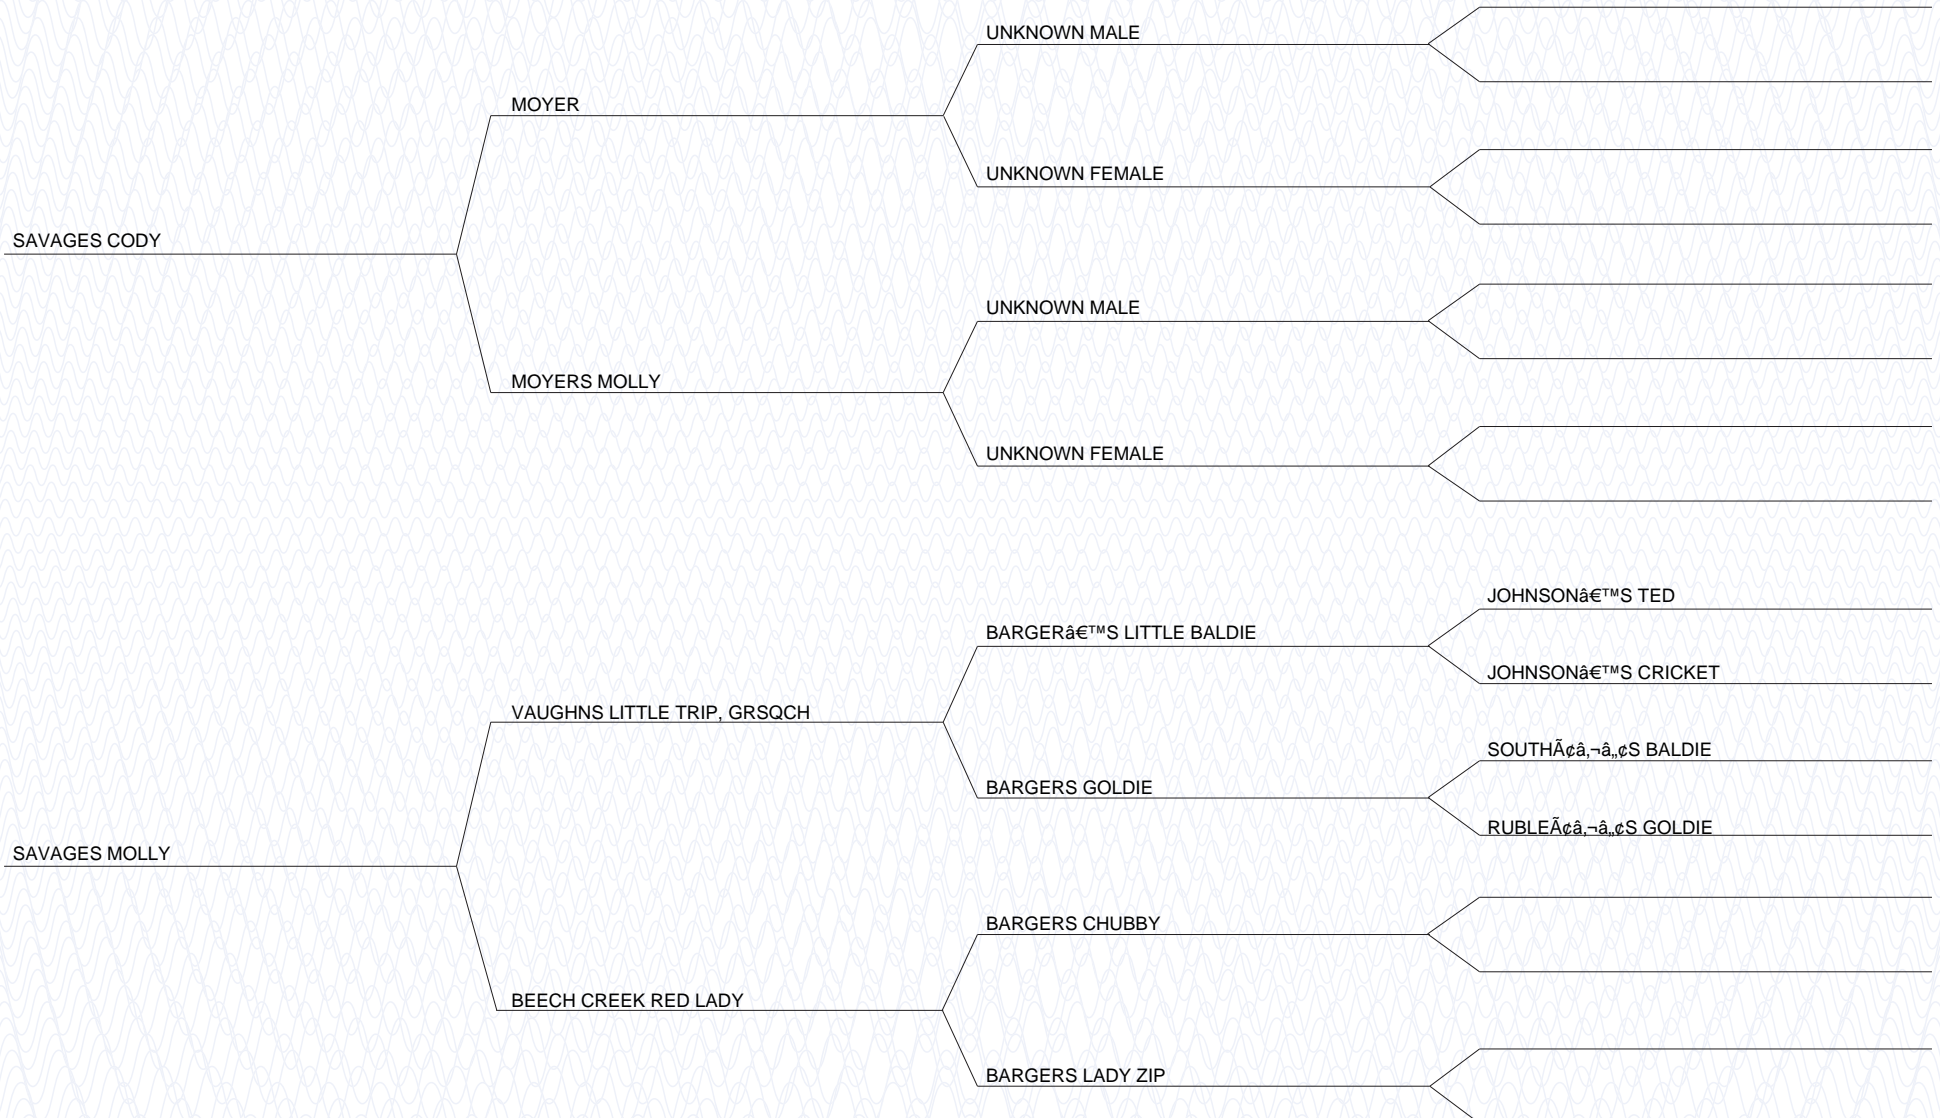 UNKNOWN MALE
MOYER
UNKNOWN FEMALE
SAVAGES CODY
UNKNOWN MALE
MOYERS MOLLY
UNKNOWN FEMALE
JOHNSONâ€™S TED
BARGERâ€™S LITTLE BALDIE
JOHNSONâ€™S CRICKET
VAUGHNS LITTLE TRIP, GRSQCH
SOUTHÃ¢â‚¬â„¢S BALDIE
BARGERS GOLDIE
RUBLEÃ¢â‚¬â„¢S GOLDIE
SAVAGES MOLLY
BARGERS CHUBBY
BEECH CREEK RED LADY
BARGERS LADY ZIP